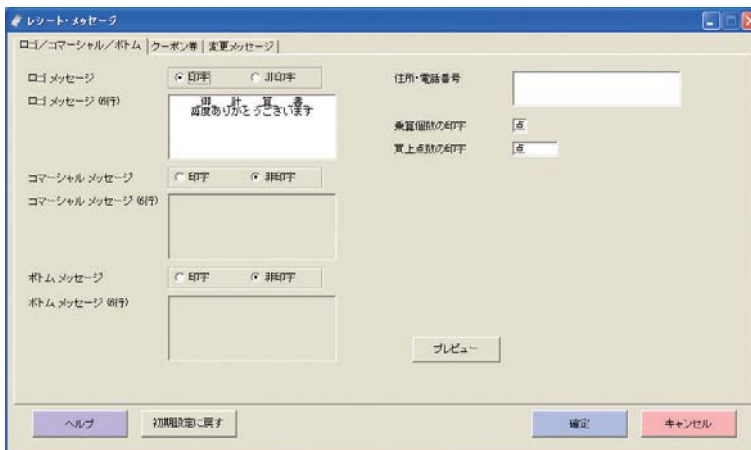 レシート・メッセージ
ロゴ／コマーシャル／ボトム クーポン券 変更メッセージ
ロゴ メッセージ
印字 非印字
ロゴ メッセージ (6行)
御 計 算 書
毎度ありがとうございます
コマーシャル メッセージ
印字 非印字
コマーシャル メッセージ (6行)
ボトム メッセージ
印字 非印字
ボトム メッセージ (6行)
住所・電話番号
乗算個数の印字 点
買上点数の印字 点
プレビュー
ヘルプ 初期設定に戻す 確定 キャンセル